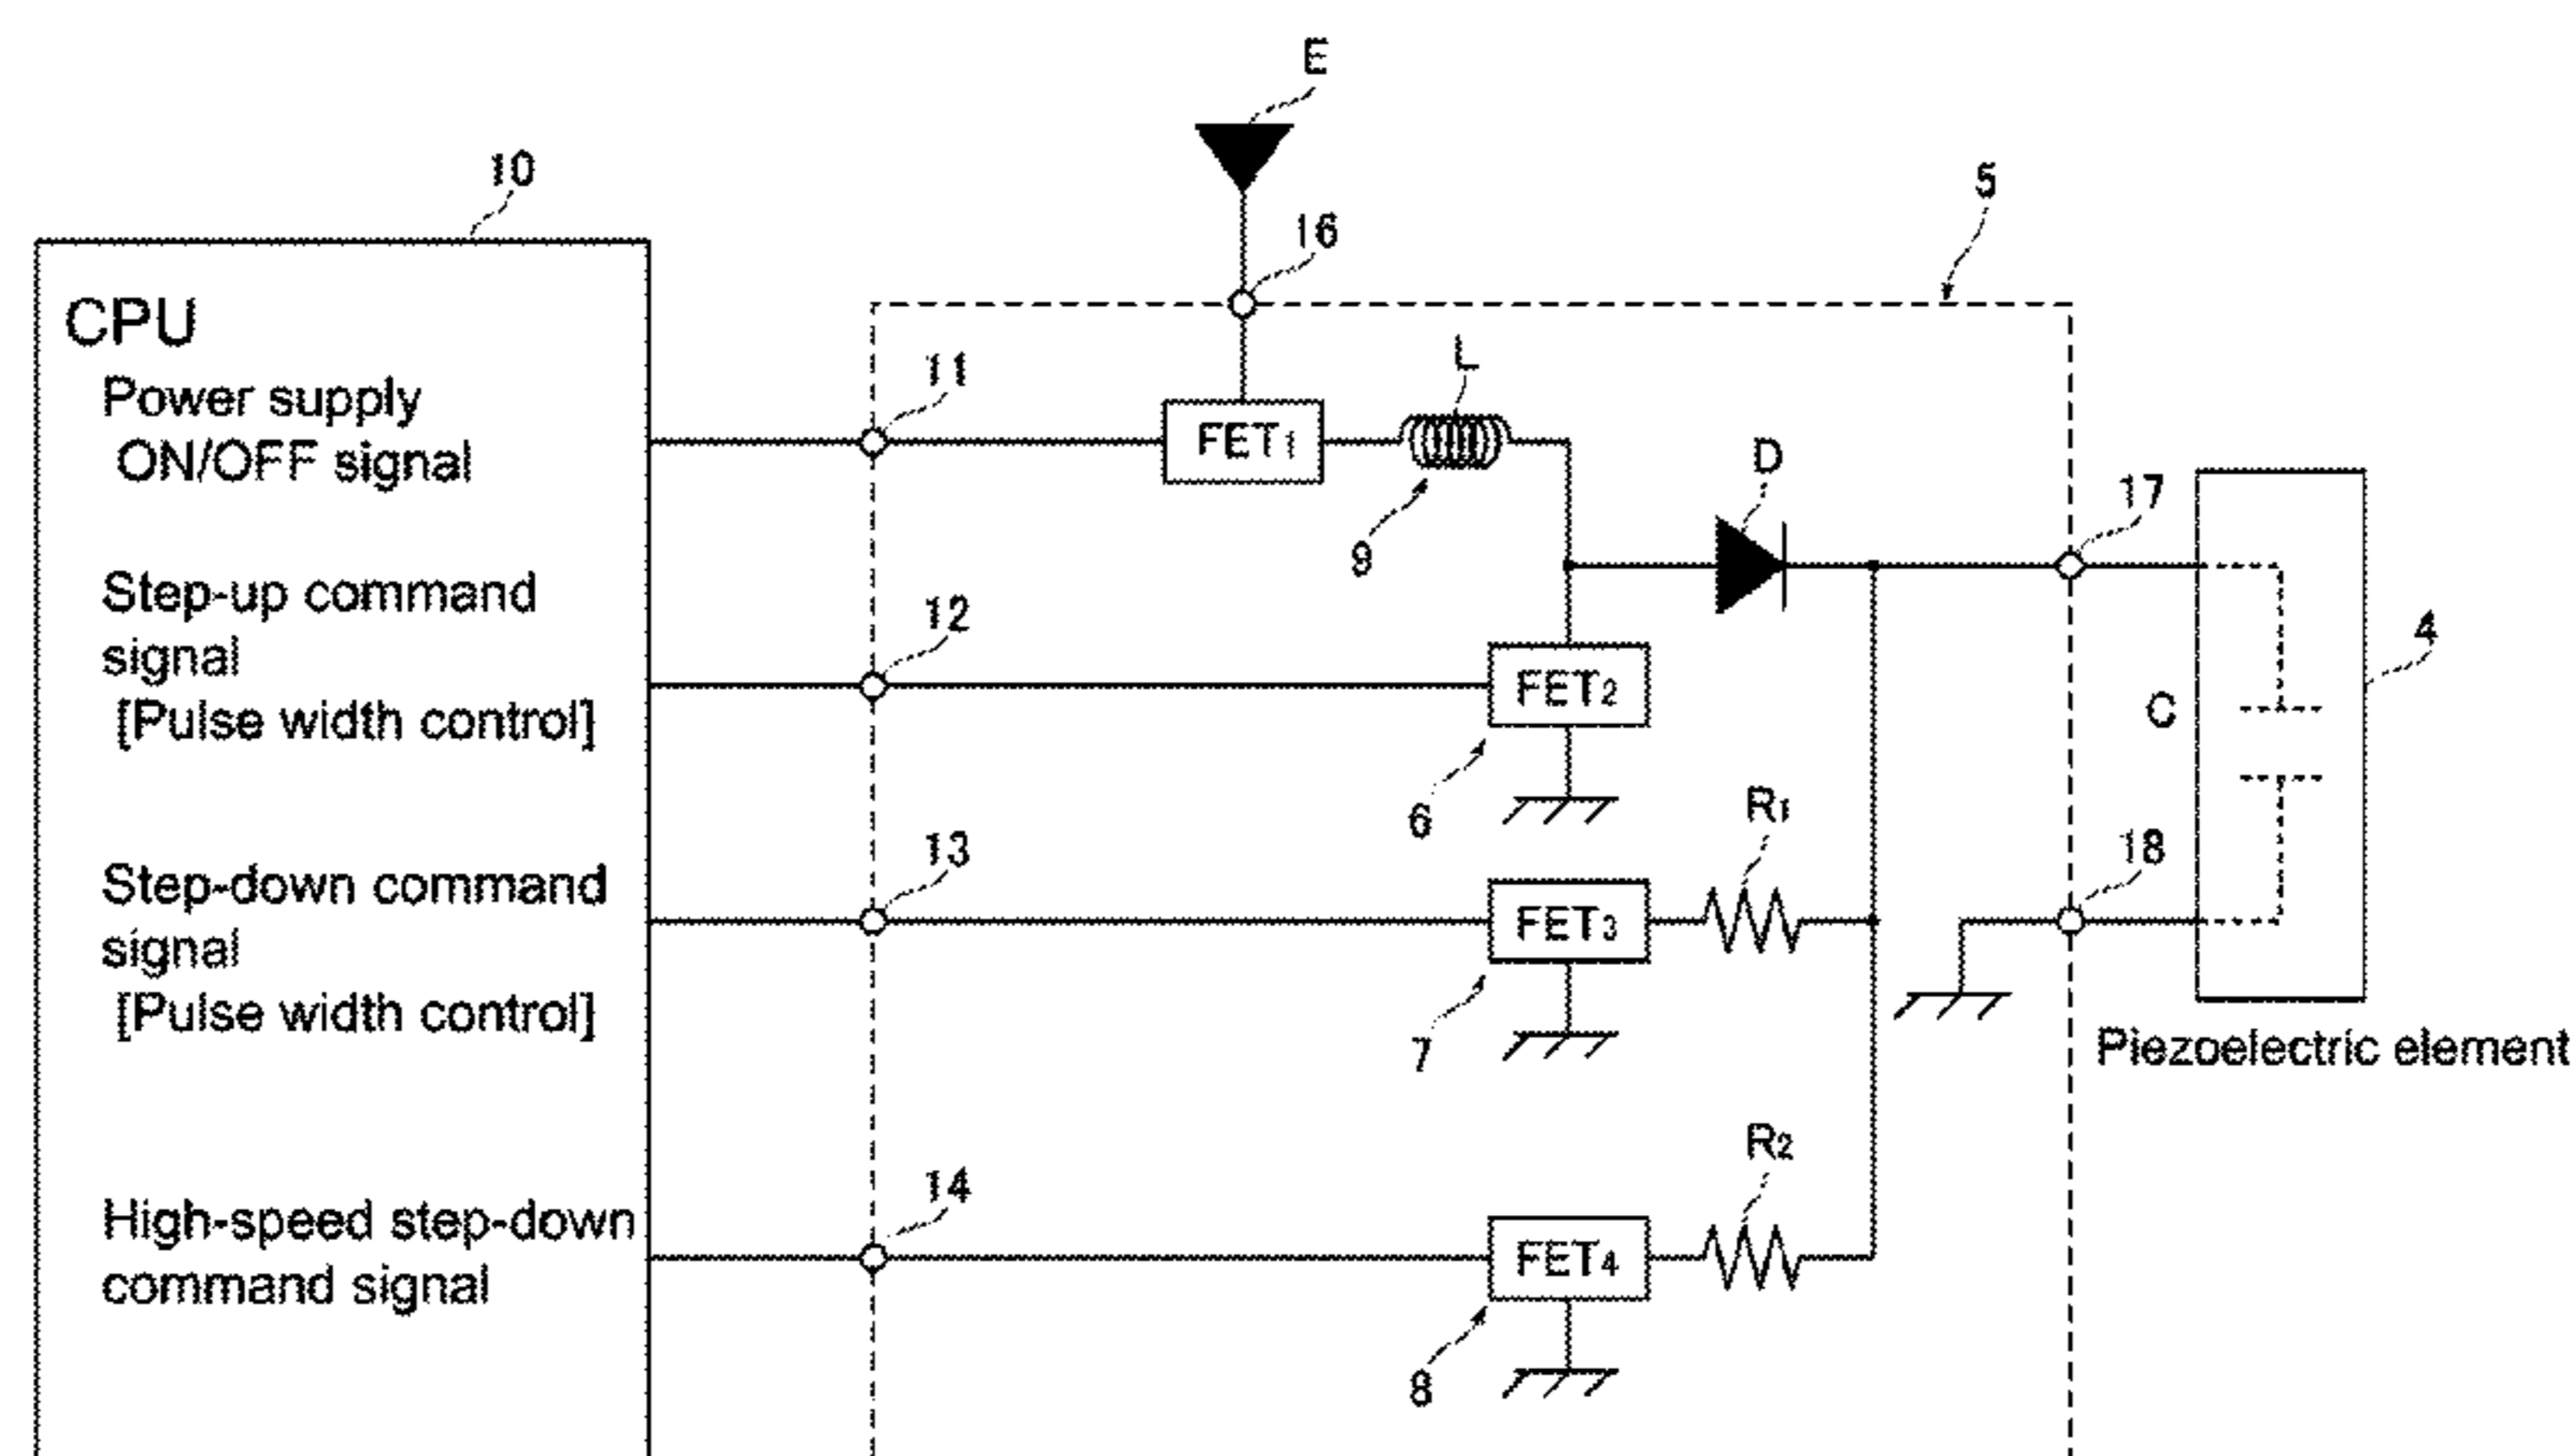 E
10
5
16
CPU
L
11
Power supply
FET1
ON/OFF signal
D
17
9
Step-up command
12
4
signal
FET2
C
[Pulse width control]
6
R1
13
18
Step-down command
FET3
signal
[Pulse width control]
7
Piezoelectric element
R2
14
High-speed step-down
FET4
command signal
8